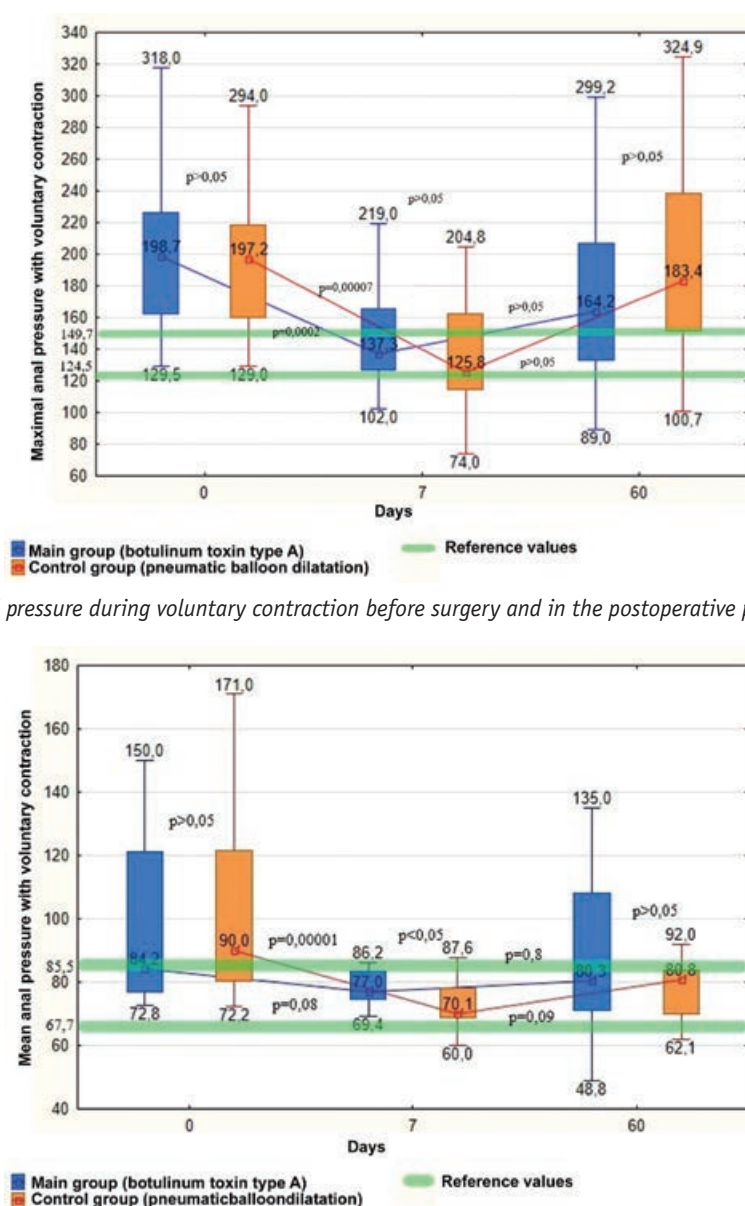 Maximal anal pressure with voluntary contraction
340
320
300
280
260
240
220
200
180
160
149,7
140
124,5
120
100
80
60
318,0
294,0
p>0,05
198,7
197,2
129,5
129,0
p=0,00007
p=0,0002
219,0
p>0,05
204,8
137,3
125,8
102,0
74,0
p>0,05
p>0,05
299,2
324,9
p>0,05
164,2
183,4
89,0
100,7
0
7
60
Days
Main group (botulinum toxin type A)
Reference values
Control group (pneumatic balloon dilatation)
pressure during voluntary contraction before surgery and in the postoperative
Mean anal pressure with voluntary contraction
180
160
140
120
100
85,5
80
67,7
60
40
150,0
171,0
p>0,05
84,2
90,0
72,8
72,2
p=0,00001
p=0,08
86,2
p<0,05
87,6
77,0
70,1
69,4
60,0
p=0,8
p=0,09
135,0
p>0,05
92,0
80,3
80,8
48,8
62,1
0
7
60
Days
Main group (botulinum toxin type A)
Reference values
Control group (pneumaticballoondilatation)